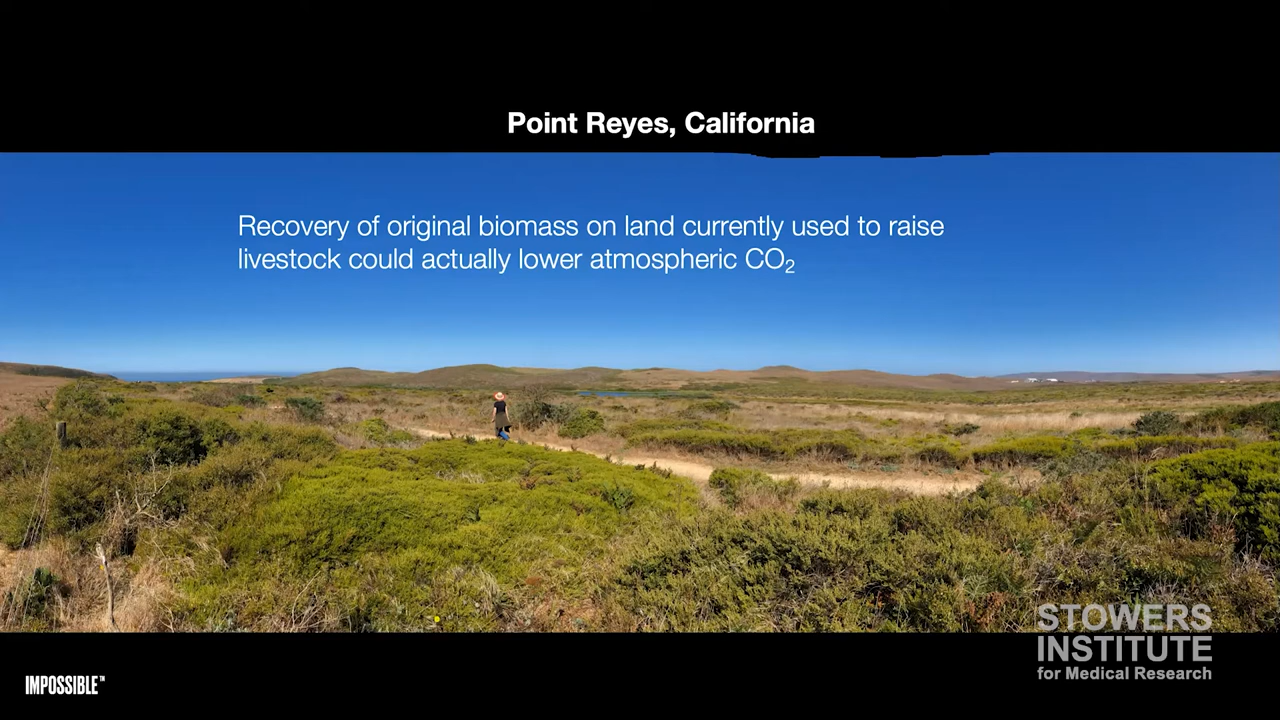 Point Reyes, California
Recovery of original biomass on land currently used to raise
livestock could actually lower atmospheric CO₂
STOWERS
INSTITUTE
for Medical Research
IMPOSSIBLE™